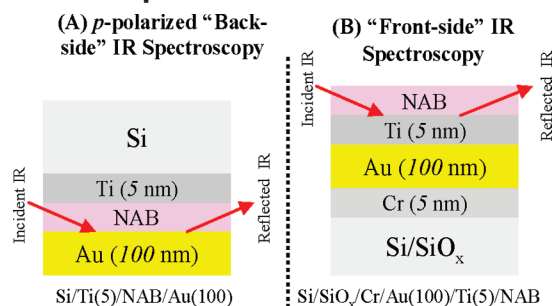 (A) p-polarized “Back-
side” IR Spectroscopy
Si
Ti (5 nm)
NAB
Au (100 nm)
Incident IR
Reflected IR
Si/Ti(5)/NAB/Au(100)
(B) “Front-side” IR
Spectroscopy
NAB
Ti (5 nm)
Au (100 nm)
Cr (5 nm)
Si/SiOₓ
Incident IR
Reflected IR
Si/SiOₓ/Cr/Au(100)/Ti(5)/NAB